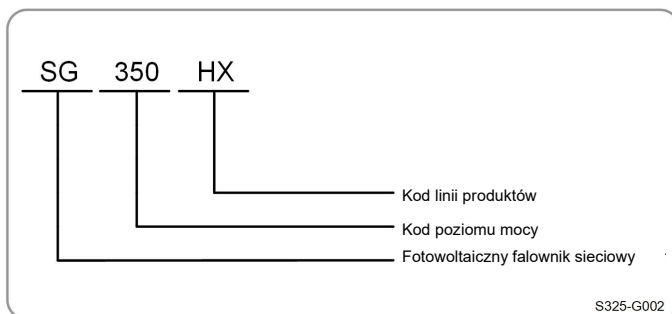 SG 350 HX
Kod linii produktów
Kod poziomu mocy
Fotowoltaiczny falownik sieciowy
S325-G002